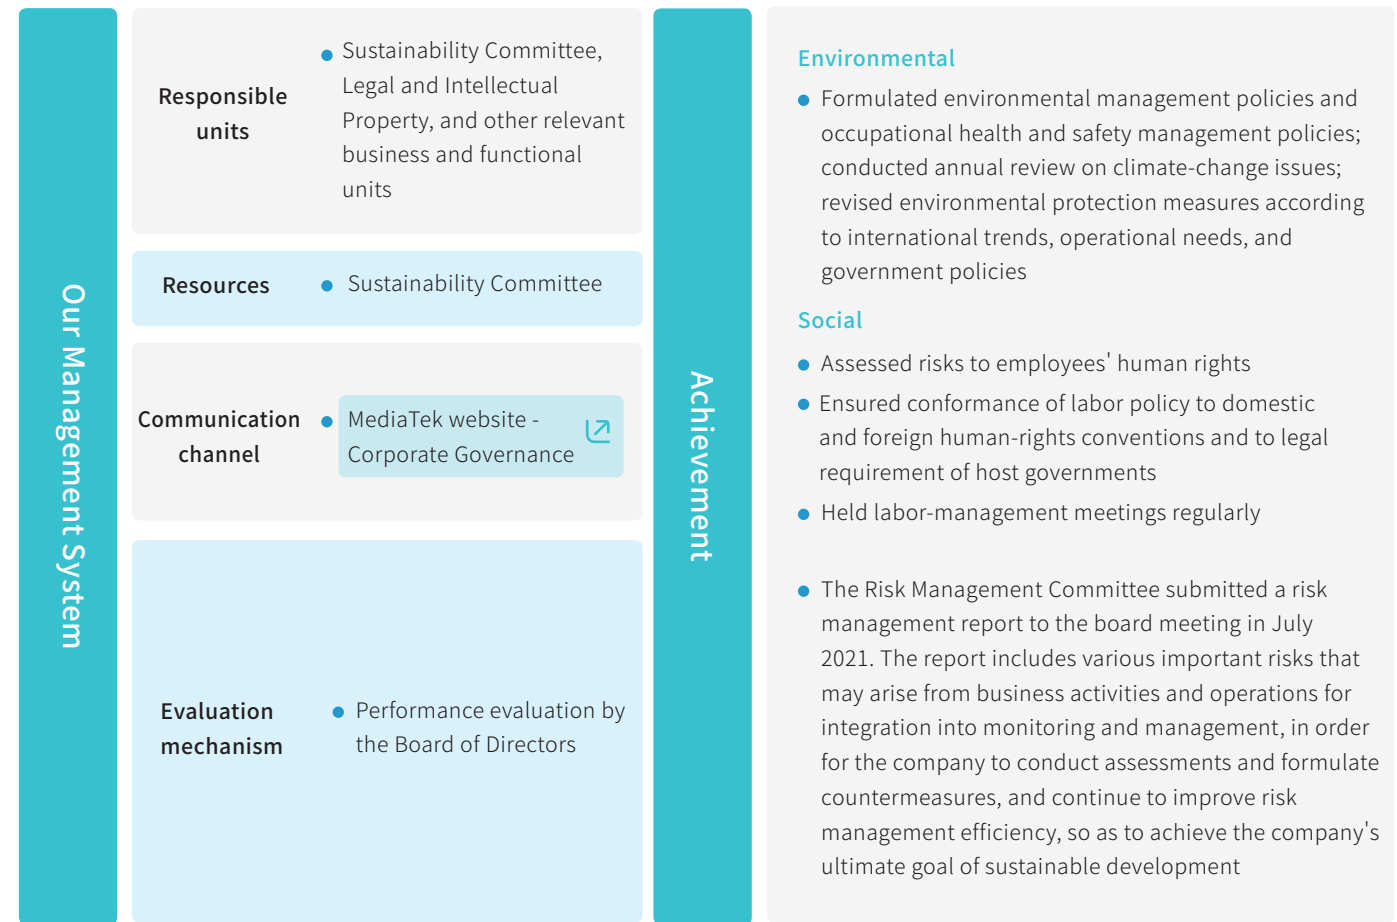 Our Management System
Responsible
units
Sustainability Committee,
Legal and Intellectual
Property, and other relevant
business and functional
units
Resources
Sustainability Committee
Communication
channel
MediaTek website -
Corporate Governance
Evaluation
mechanism
Performance evaluation by
the Board of Directors
Achievement
Environmental
Formulated environmental management policies and
occupational health and safety management policies;
conducted annual review on climate-change issues;
revised environmental protection measures according
to international trends, operational needs, and
government policies
Social
Assessed risks to employees' human rights
Ensured conformance of labor policy to domestic
and foreign human-rights conventions and to legal
requirement of host governments
Held labor-management meetings regularly
The Risk Management Committee submitted a risk
management report to the board meeting in July
2021. The report includes various important risks that
may arise from business activities and operations for
integration into monitoring and management, in order
for the company to conduct assessments and formulate
countermeasures, and continue to improve risk
management efficiency, so as to achieve the company's
ultimate goal of sustainable development